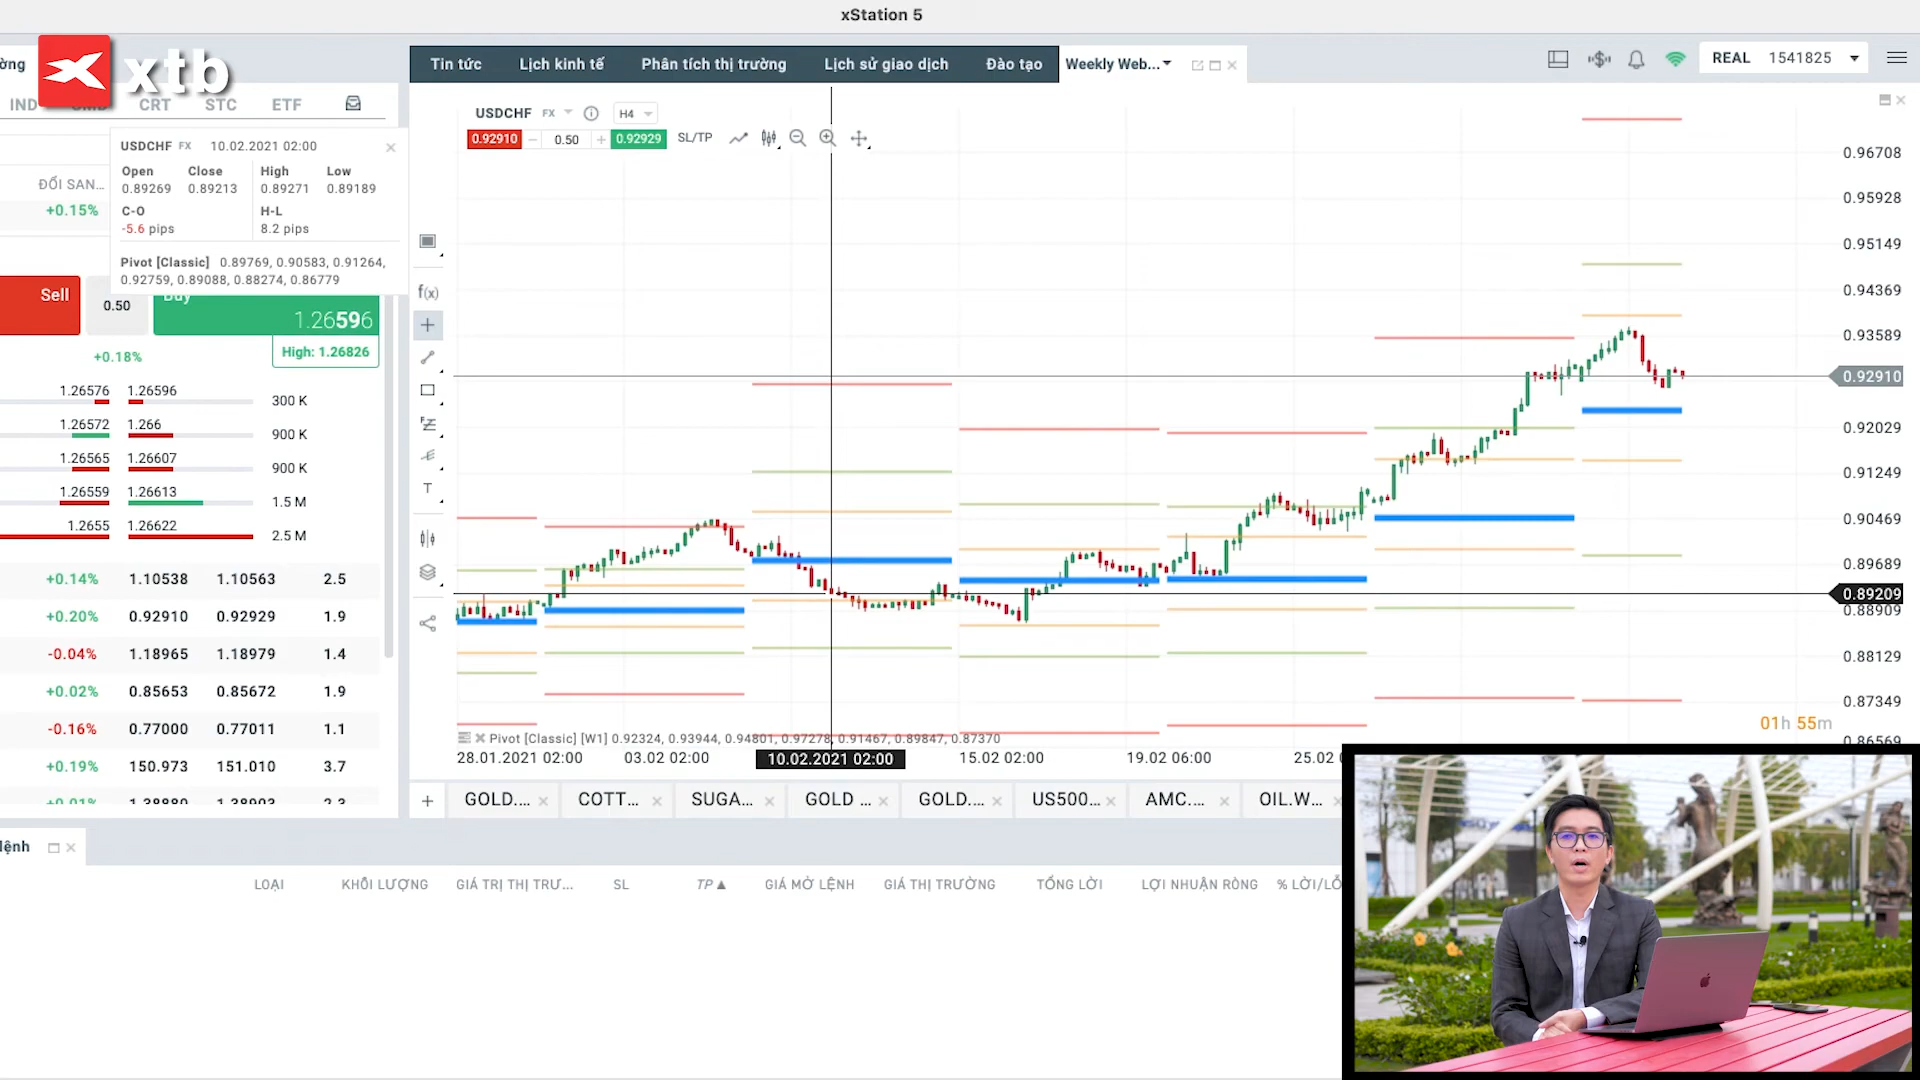 xStation 5
xtb
ờng
Tin tức
Lịch kinh tế
Phân tích thị trường
Lịch sử giao dịch
Đào tạo
Weekly Web...
REAL 1541825
IND
CRT
STC
ETF
USDCHF FX 10.02.2021 02:00
Open Close High Low
0.89269 0.89213 0.89271 0.89189
C-O H-L
-5.6 pips 8.2 pips
Pivot [Classic] 0.89769, 0.90583, 0.91264,
0.92759, 0.89088, 0.88274, 0.86779
ĐỔI SAN...
+0.15%
Sell
0.50
Buy
1.26596
+0.18%
High: 1.26826
1.26576 1.26596 300 K
1.26572 1.266 900 K
1.26565 1.26607 900 K
1.26559 1.26613 1.5 M
1.2655 1.26622 2.5 M
+0.14% 1.10538 1.10563 2.5
+0.20% 0.92910 0.92929 1.9
-0.04% 1.18965 1.18979 1.4
+0.02% 0.85653 0.85672 1.9
-0.16% 0.77000 0.77011 1.1
+0.19% 150.973 151.010 3.7
+0.01% 1.38880 1.38903 2.3
USDCHF FX H4
0.92910 0.50 0.92929 SL/TP
f(x)
T
0.96708
0.95928
0.95149
0.94369
0.93589
0.92910
0.92029
0.91249
0.90469
0.89689
0.89209
0.88909
0.88129
0.87349
0.86569
01h 55m
Pivot [Classic] [W1] 0.92324, 0.93944, 0.94801, 0.97278, 0.91467, 0.89847, 0.87370
28.01.2021 02:00 03.02 02:00 10.02.2021 02:00 15.02 02:00 19.02 06:00 25.02
GOLD.... COTT... SUGA... GOLD ... GOLD.... US500... AMC.... OIL.W...
lệnh
LOẠI KHỐI LƯỢNG GIÁ TRỊ THỊ TRƯ... SL TP GIÁ MỞ LỆNH GIÁ THỊ TRƯỜNG TỔNG LỜI LỢI NHUẬN RÒNG % LỜI/LỖ